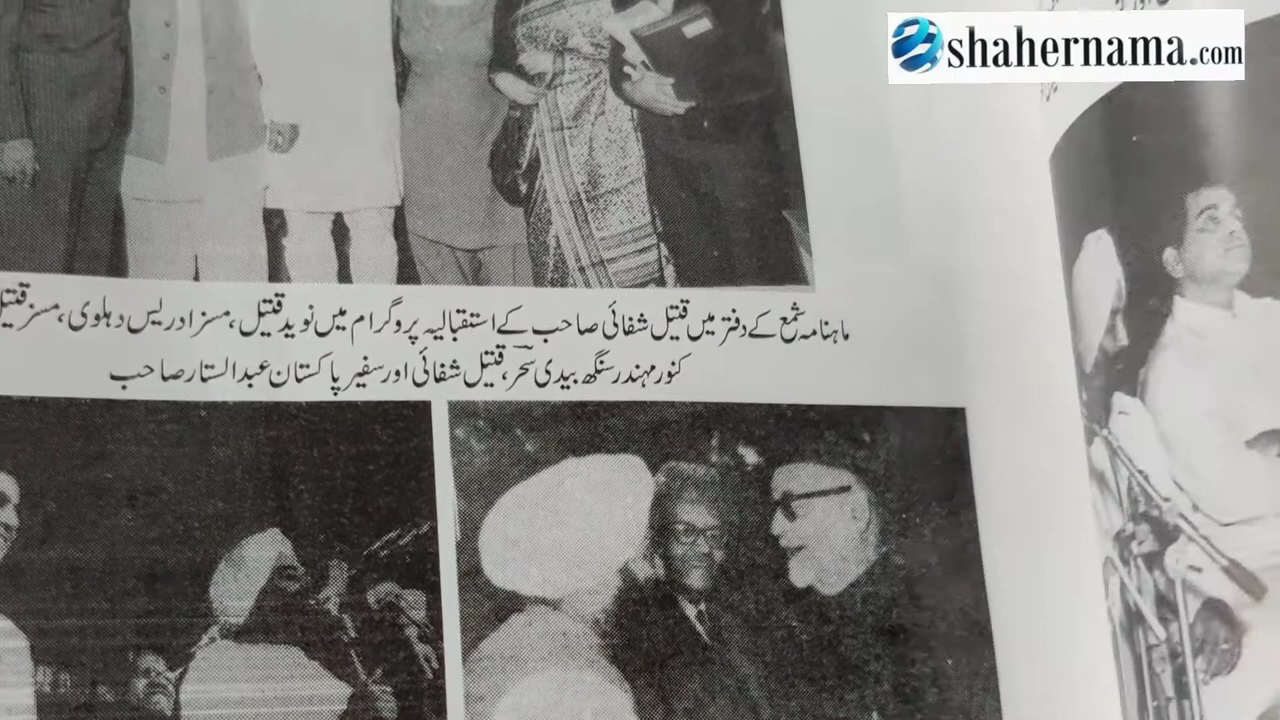 shahernama.com
ماہنامہ شمع کے دفتر میں قتیل شفائی صاحب کے استقبالیہ پروگرام میں نوید قتیل، مسز ادریس دہلوی، مسز قتیل
کنور مہندر سنگھ بیدی سحر، قتیل شفائی اور سفیر پاکستان عبدالستار صاحب